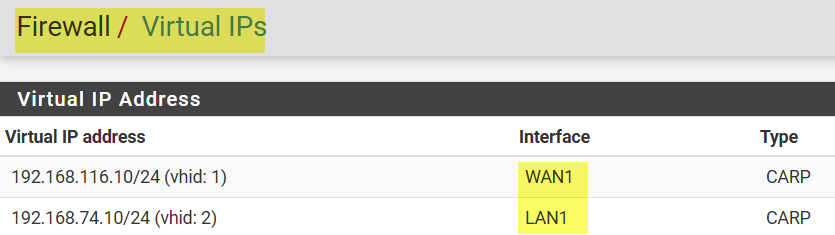 Firewall / Virtual IPs
Virtual IP Address
Virtual IP address Interface Type
192.168.116.10/24 (vhid: 1) WAN1 CARP
192.168.74.10/24 (vhid: 2) LAN1 CARP